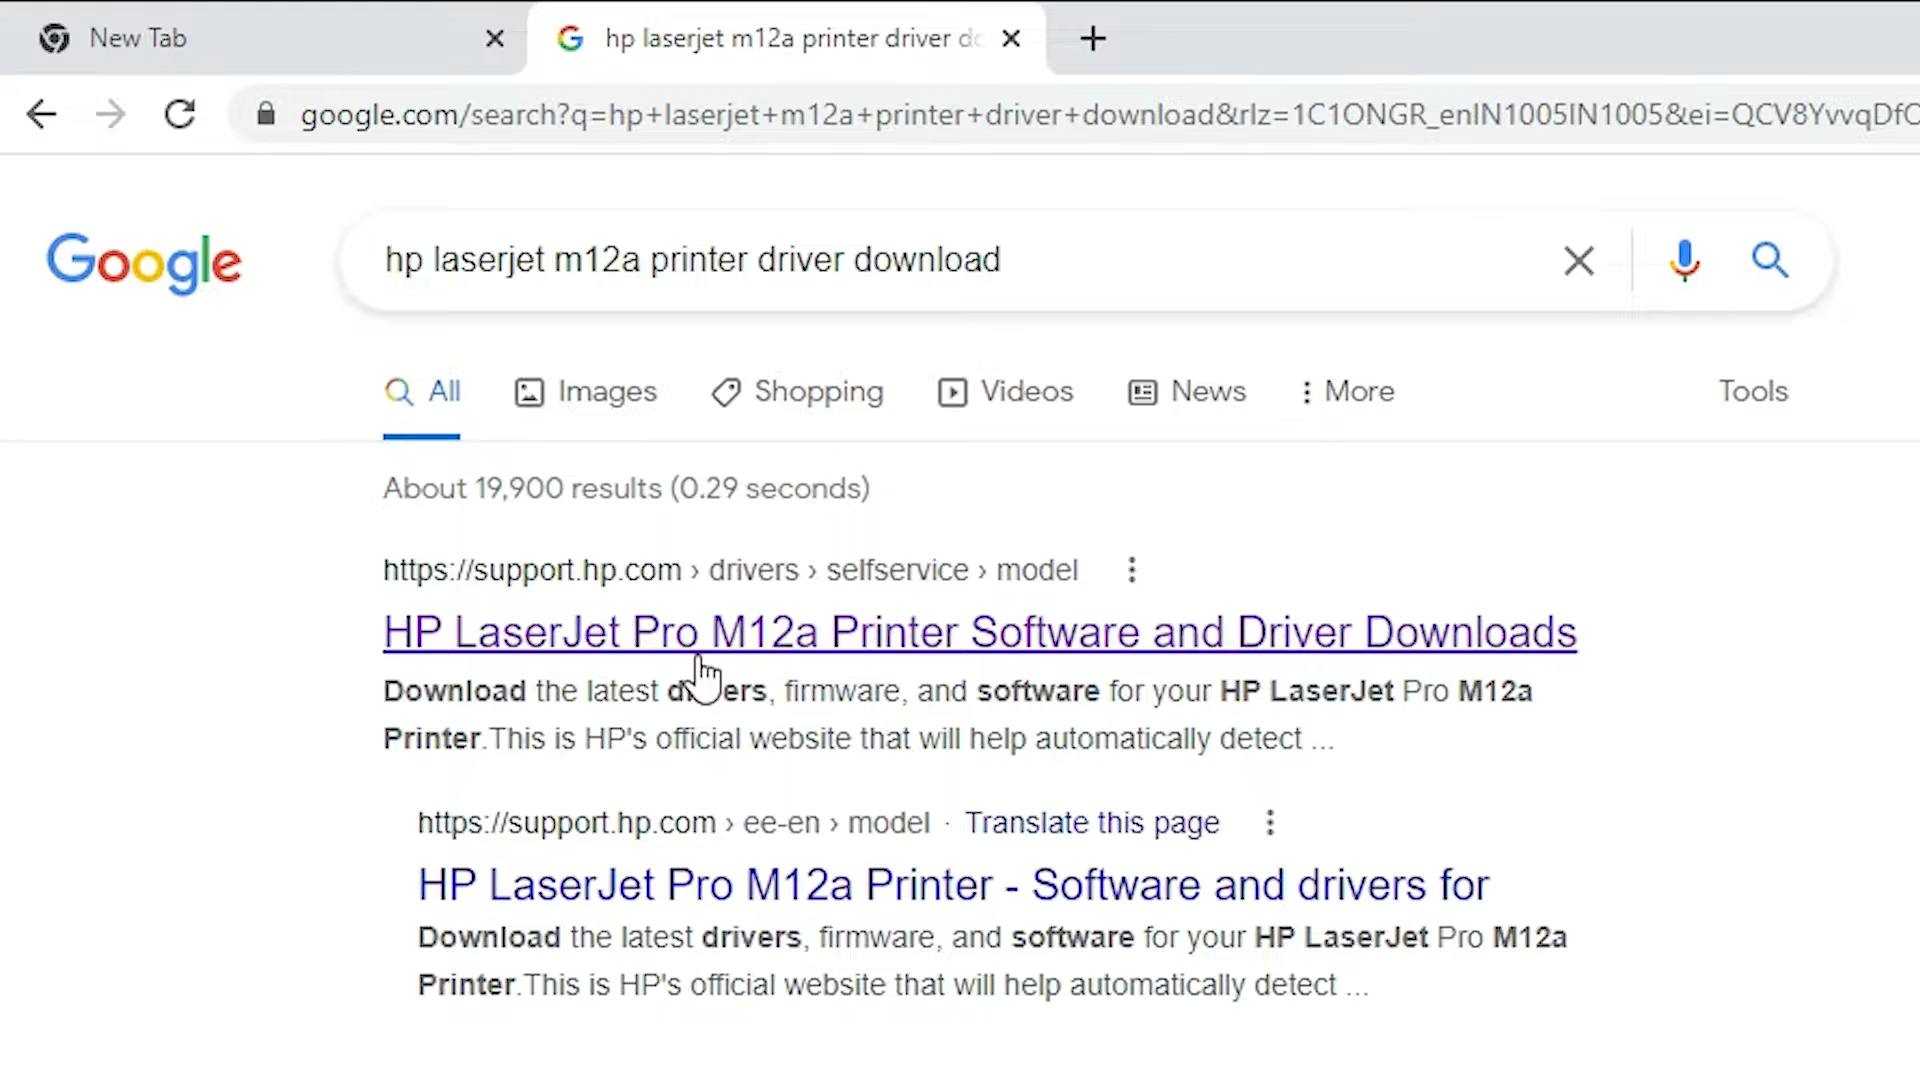 New Tab
hp laserjet m12a printer driver
google.com/search?q=hp+laserjet+m12a+printer+driver+download&rlz=1C1ONGR_enIN1005IN1005&ei=QCV8YvvqDfC
Google
hp laserjet m12a printer driver download
All Images Shopping Videos News More Tools
About 19,900 results (0.29 seconds)
https://support.hp.com › drivers › selfservice › model
HP LaserJet Pro M12a Printer Software and Driver Downloads
Download the latest drivers, firmware, and software for your HP LaserJet Pro M12a
Printer.This is HP's official website that will help automatically detect ...
https://support.hp.com › ee-en › model · Translate this page
HP LaserJet Pro M12a Printer - Software and drivers for
Download the latest drivers, firmware, and software for your HP LaserJet Pro M12a
Printer.This is HP's official website that will help automatically detect ...